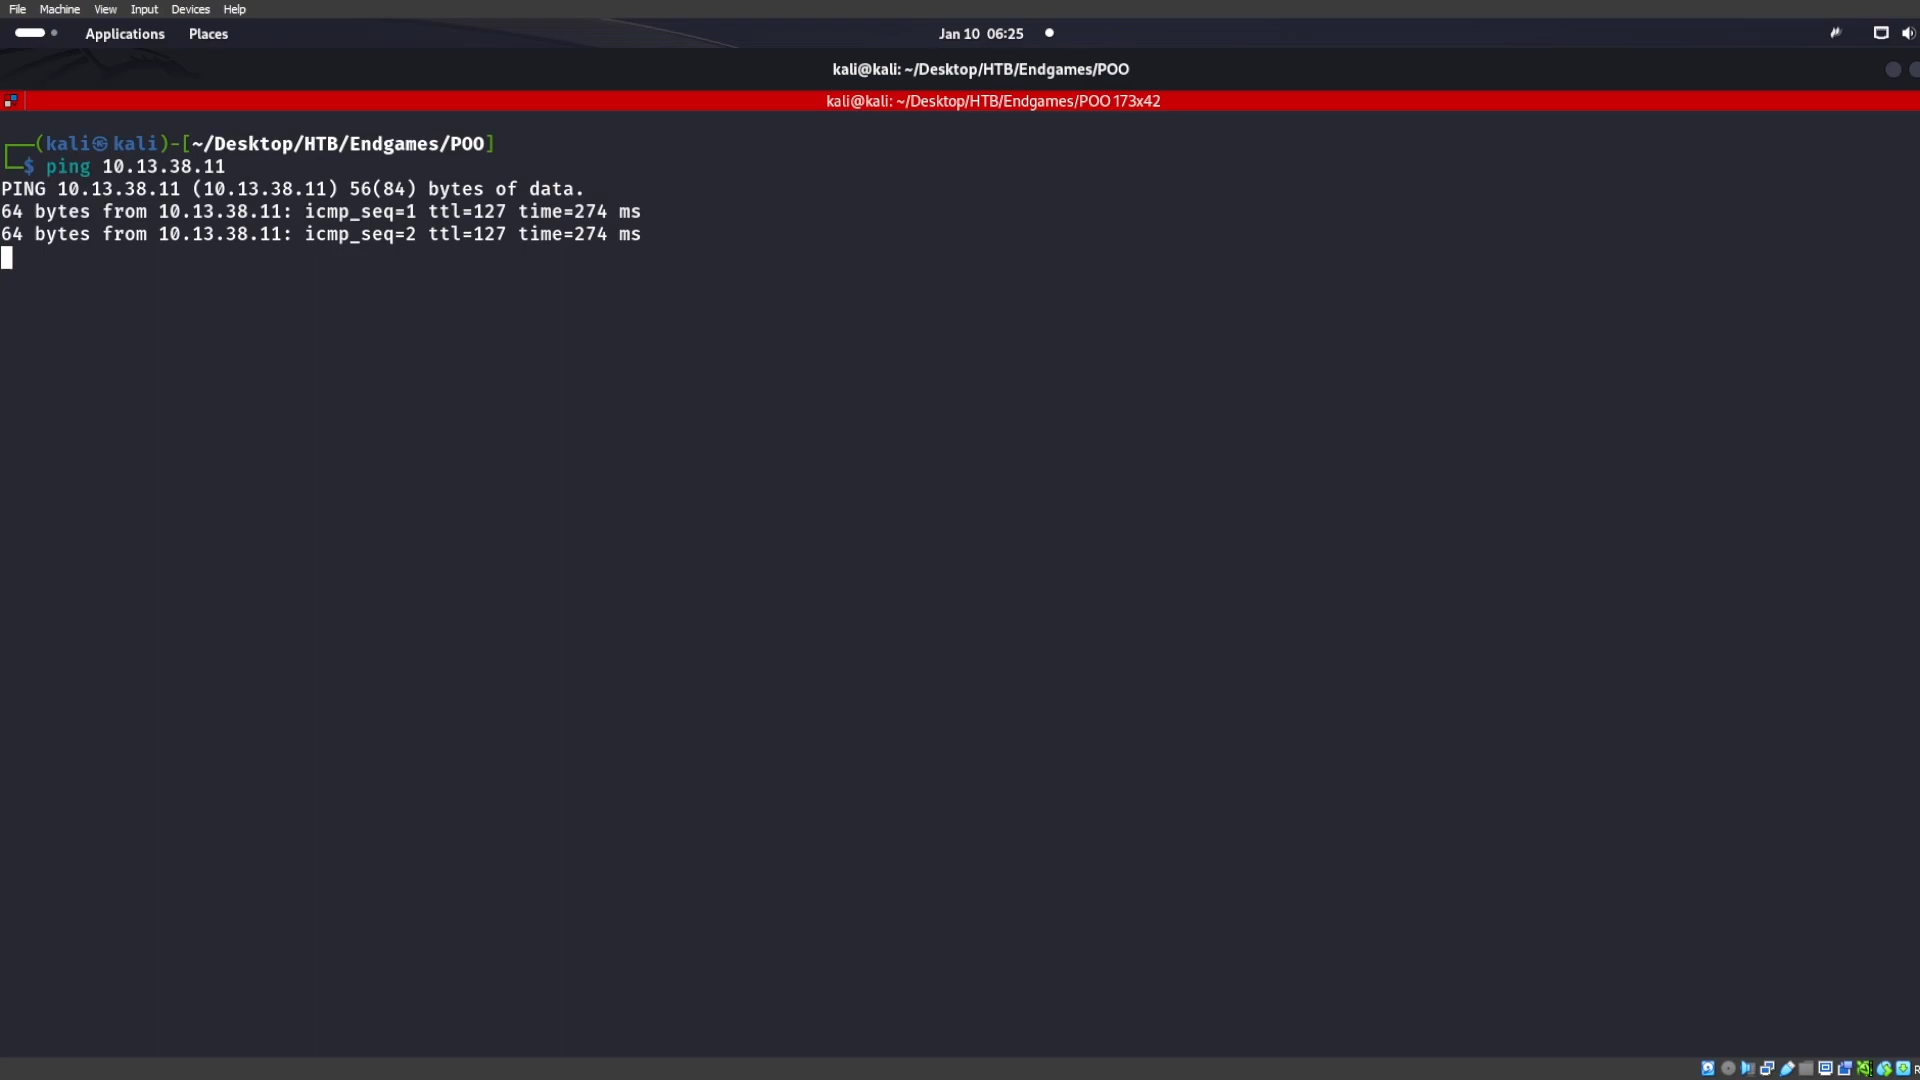 File Machine View Input Devices Help
Applications Places Jan 10 06:25
kali@kali: ~/Desktop/HTB/Endgames/POO
kali@kali: ~/Desktop/HTB/Endgames/POO 173x42
┌──(kali㉿kali)-[~/Desktop/HTB/Endgames/POO]
└─$ ping 10.13.38.11
PING 10.13.38.11 (10.13.38.11) 56(84) bytes of data.
64 bytes from 10.13.38.11: icmp_seq=1 ttl=127 time=274 ms
64 bytes from 10.13.38.11: icmp_seq=2 ttl=127 time=274 ms